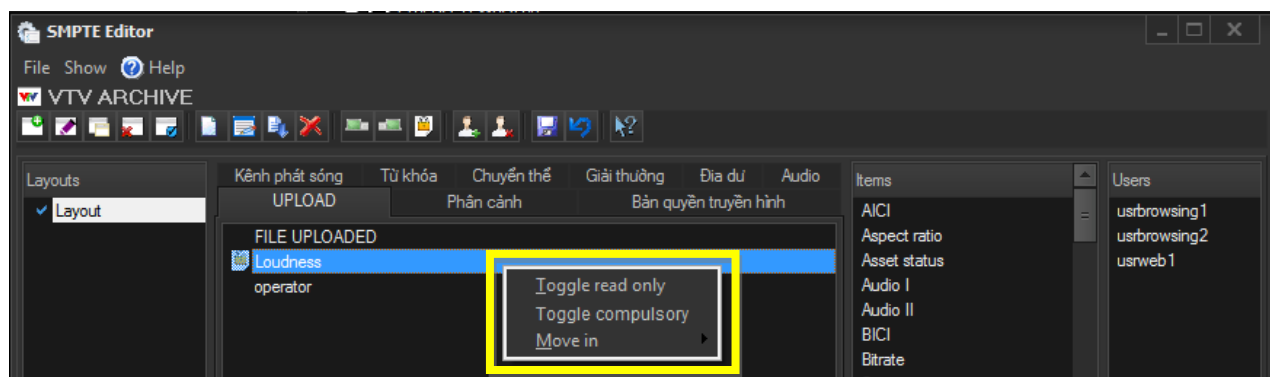 SMPTE Editor
File Show Help
VTV ARCHIVE
Layouts
Layout
Kênh phát sóng Từ khóa Chuyển thể Giải thưởng Địa dư Audio
UPLOAD Phân cảnh Bản quyền truyền hình
FILE UPLOADED
Loudness
operator
Toggle read only
Toggle compulsory
Move in
Items
AICI
Aspect ratio
Asset status
Audio I
Audio II
BICI
Bitrate
Users
usrbrowsing1
usrbrowsing2
usrweb1